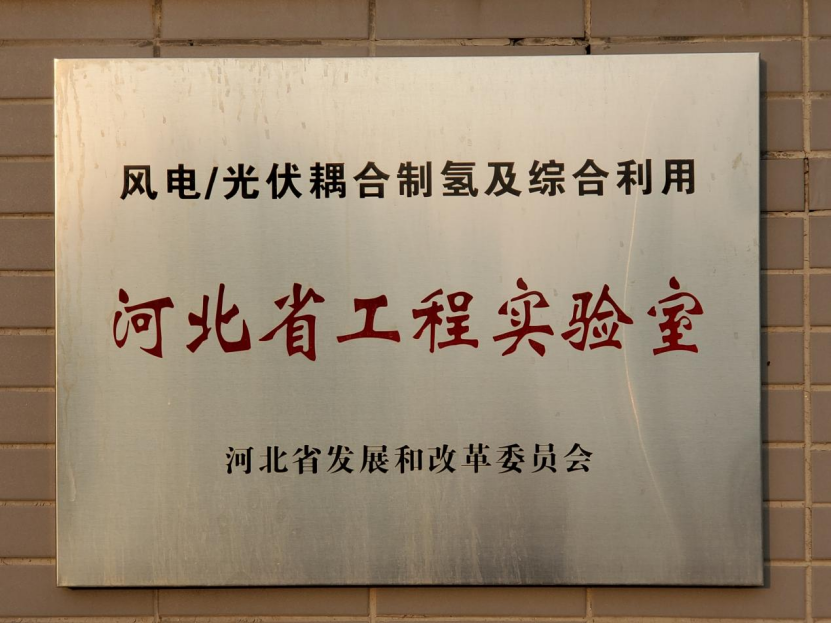 风电/光伏耦合制氢及综合利用
河北省工程实验室
河北省发展和改革委员会